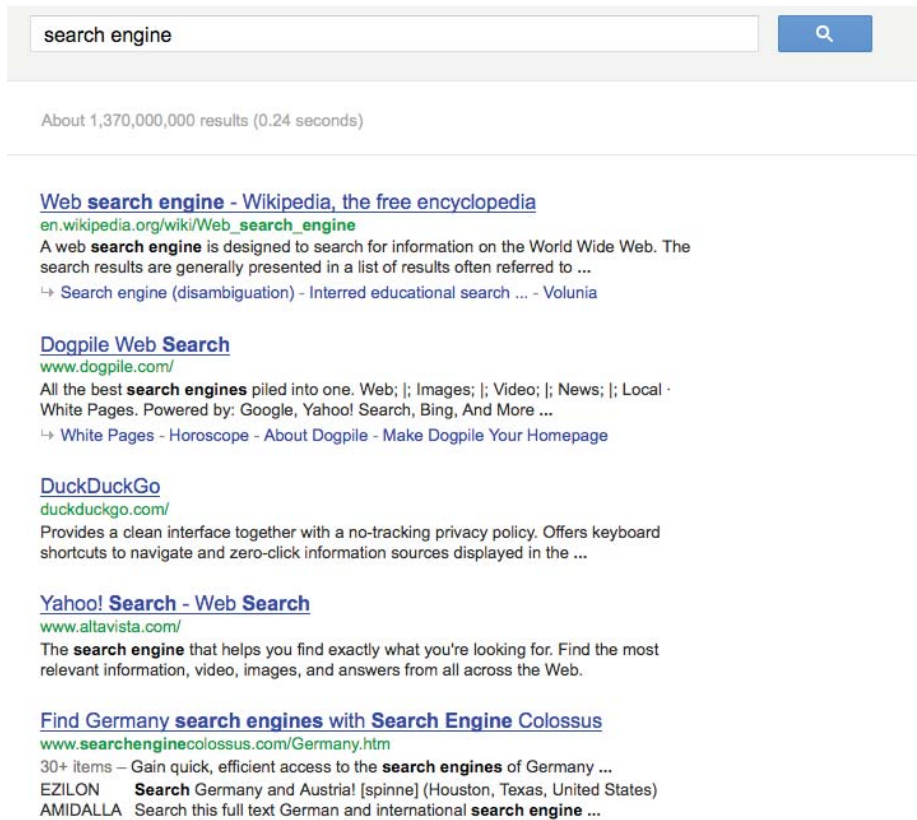 search engine
About 1,370,000,000 results (0.24 seconds)
Web search engine - Wikipedia, the free encyclopedia
en.wikipedia.org/wiki/Web_search_engine
A web search engine is designed to search for information on the World Wide Web. The
search results are generally presented in a list of results often referred to ...
↪ Search engine (disambiguation) - Interred educational search ... - Volunia
Dogpile Web Search
www.dogpile.com/
All the best search engines piled into one. Web; |; Images; |; Video; |; News; |; Local ·
White Pages. Powered by: Google, Yahoo! Search, Bing, And More ...
↪ White Pages - Horoscope - About Dogpile - Make Dogpile Your Homepage
DuckDuckGo
duckduckgo.com/
Provides a clean interface together with a no-tracking privacy policy. Offers keyboard
shortcuts to navigate and zero-click information sources displayed in the ...
Yahoo! Search - Web Search
www.altavista.com/
The search engine that helps you find exactly what you're looking for. Find the most
relevant information, video, images, and answers from all across the Web.
Find Germany search engines with Search Engine Colossus
www.searchenginecolossus.com/Germany.htm
30+ items – Gain quick, efficient access to the search engines of Germany ...
EZILON Search Germany and Austria! [spinne] (Houston, Texas, United States)
AMIDALLA Search this full text German and international search engine ...